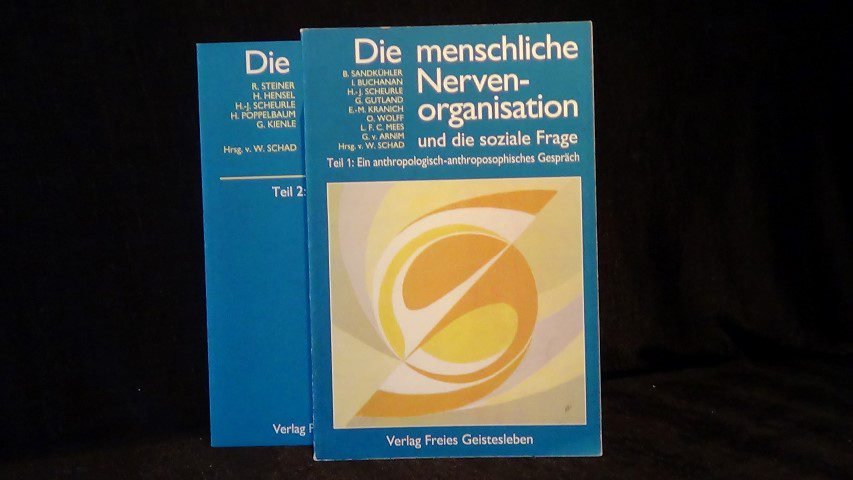 Die
R. STEINER
H. HENSEL
H.-J. SCHEURLE
H. POPPELBAUM
G. KIENLE
Hrsg. v. W. SCHAD
Teil 2:
Verlag F
Die menschliche
Nerven-
organisation
und die soziale Frage
B. SANDKÜHLER
I. BUCHANAN
H.-J. SCHEURLE
G. GUTLAND
E.-M. KRANICH
O. WOLFF
L. F. C. MEES
G. v. ARNIM
Hrsg. v. W. SCHAD
Teil 1: Ein anthropologisch-anthroposophisches Gespräch
Verlag Freies Geistesleben